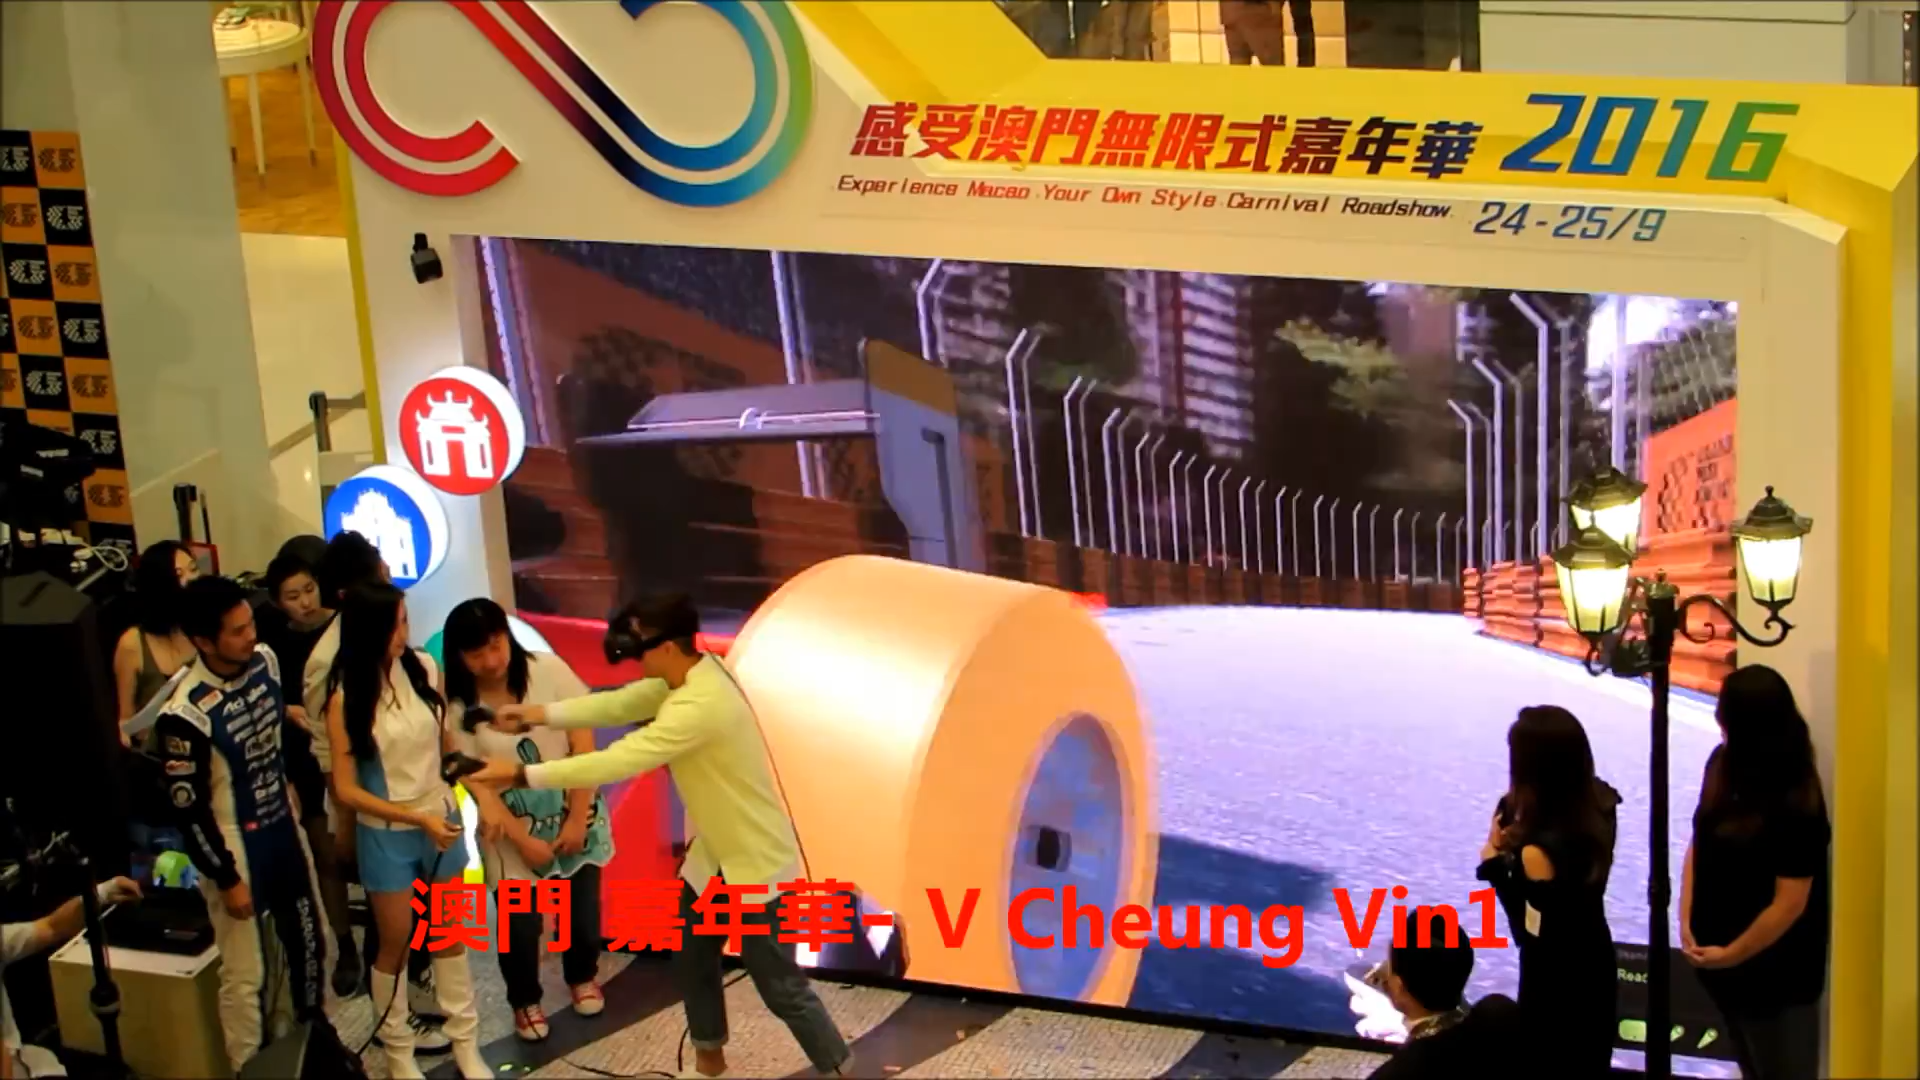 感受澳門無限式嘉年華 2016
Experience Macao Your Own Style Carnival Roadshow 24-25/9
澳門 嘉年華- V Cheung Vin1